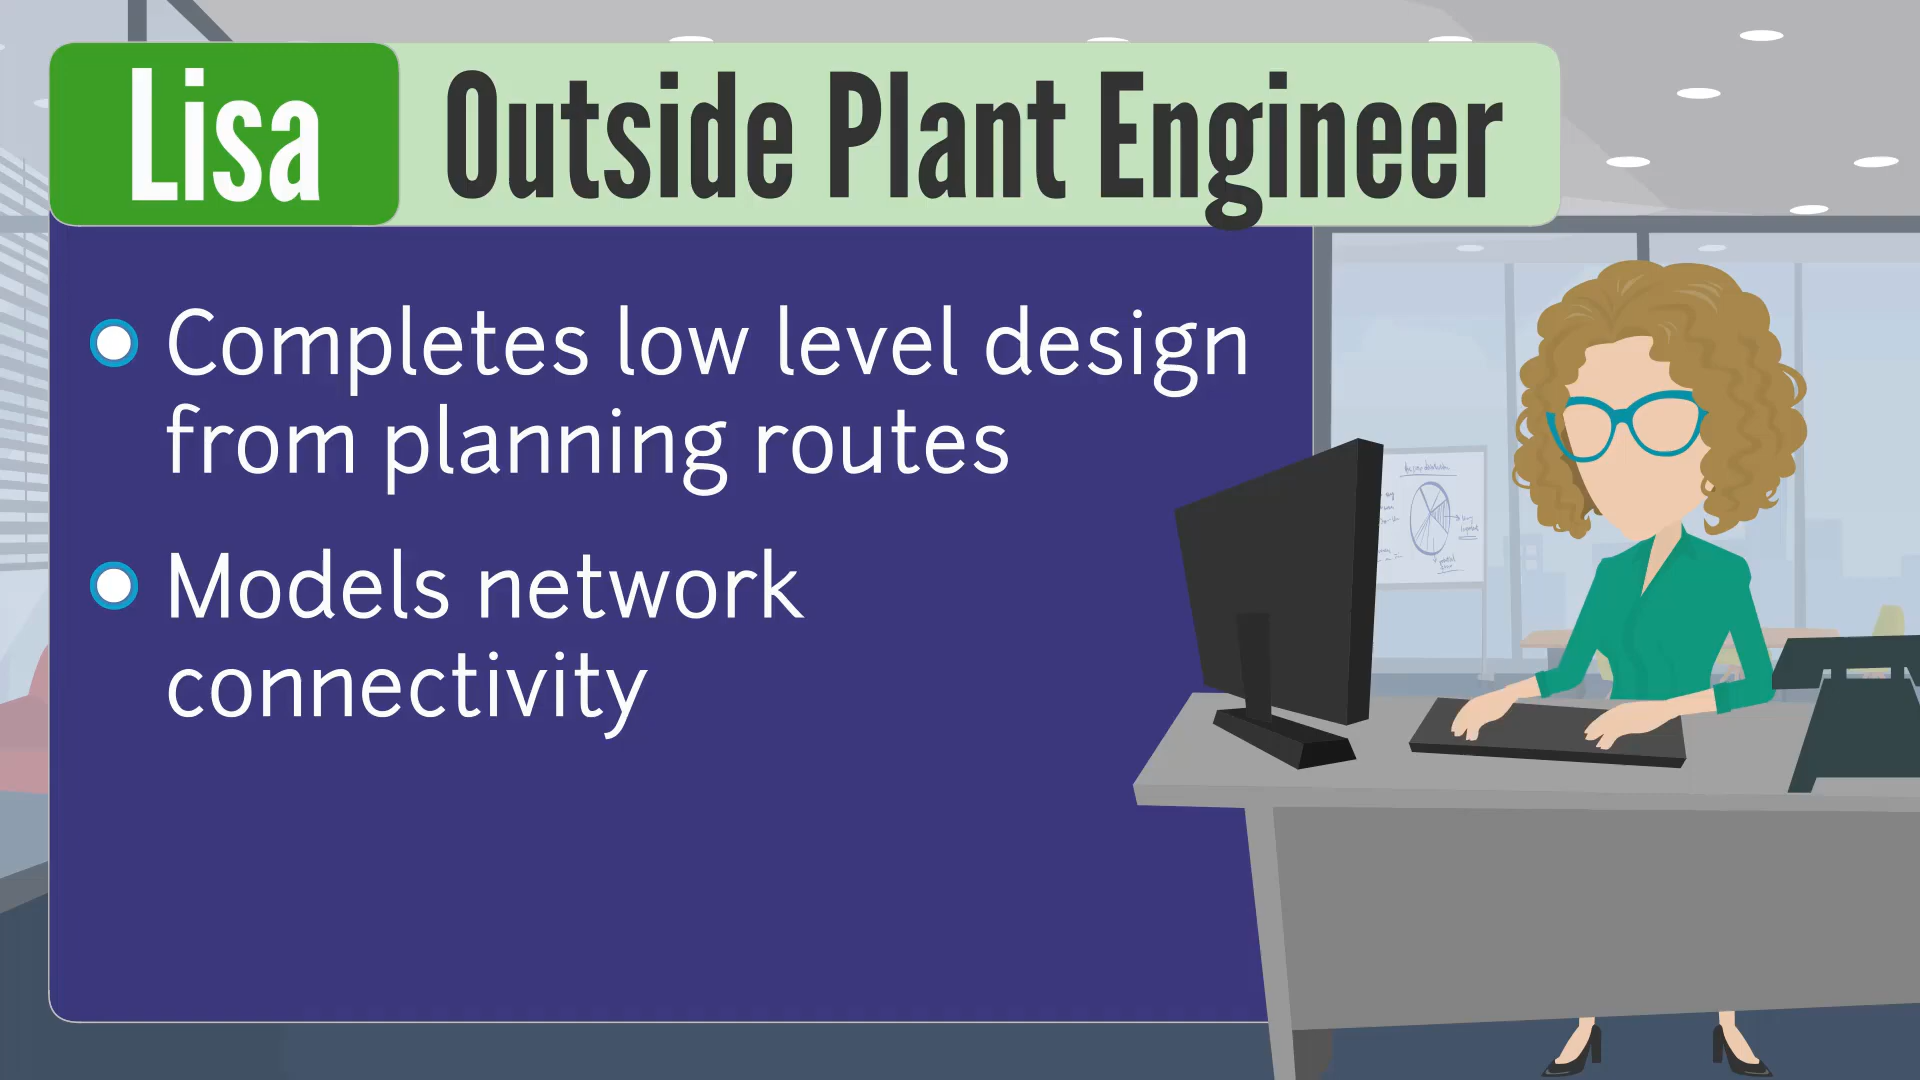 Lisa
Outside Plant Engineer
Completes low level design
from planning routes
Models network
connectivity